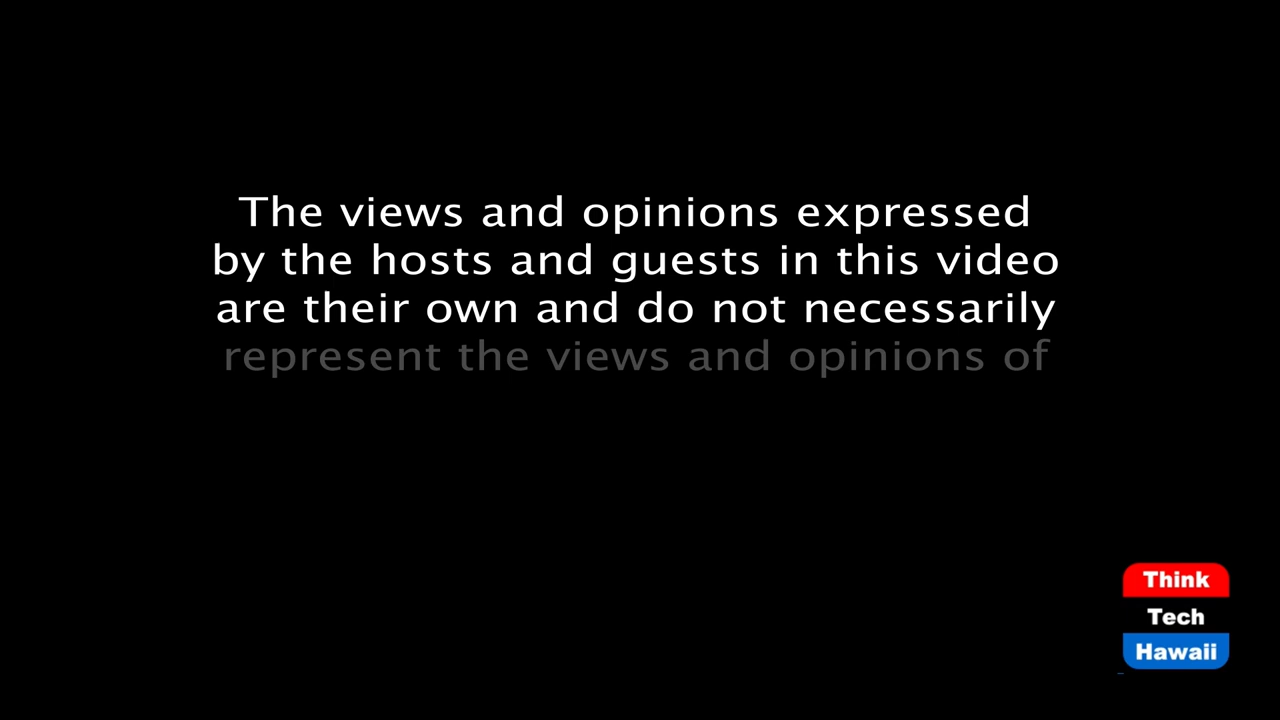 The views and opinions expressed
by the hosts and guests in this video
are their own and do not necessarily
represent the views and opinions of
Think
Tech
Hawaii